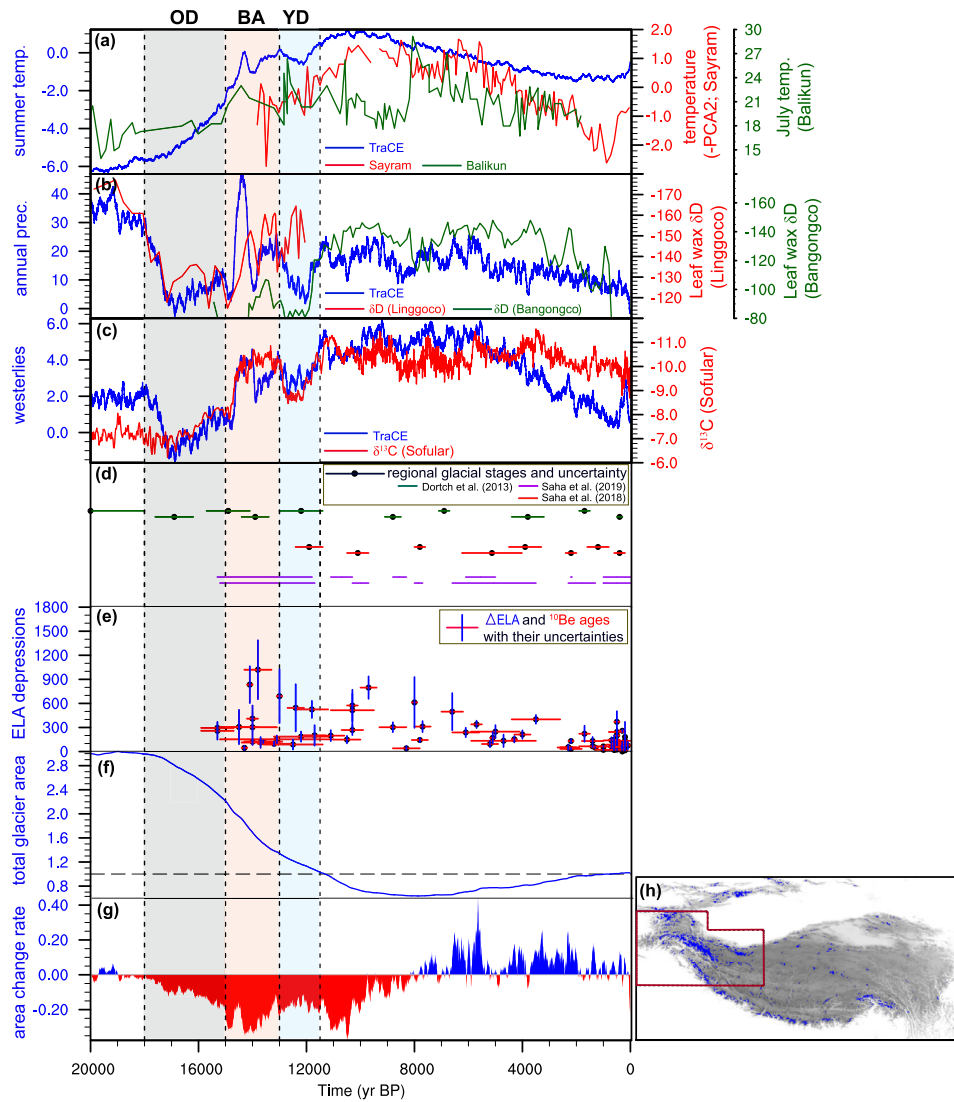 OD BA YD
(a)
summer temp.
0.0
-2.0
-4.0
-6.0
TraCE
Sayram
Balikun
2.0
1.0
0.0
-1.0
-2.0
temperature
(-PCA2; Sayram)
30
27
24
21
18
15
July temp.
(Balikun)
(b)
annual prec.
40
30
20
10
0
TraCE
δD (Linggoco)
δD (Bangongco)
-170
-160
-150
-140
-130
-120
Leaf wax δD
(Linggoco)
-160
-140
-120
-100
-80
Leaf wax δD
(Bangongco)
(c)
westerlies
6.0
4.0
2.0
0.0
TraCE
δ13C (Sofular)
-11.0
-10.0
-9.0
-8.0
-7.0
-6.0
δ13C (Sofular)
(d)
regional glacial stages and uncertainty
Dortch et al. (2013)
Saha et al. (2019)
Saha et al. (2018)
(e)
ELA depressions
1800
1500
1200
900
600
300
0
ΔELA and 10Be ages
with their uncertainties
(f)
total glacier area
2.8
2.4
2.0
1.6
1.2
0.8
(g)
area change rate
0.40
0.20
0.00
-0.20
(h)
20000 16000 12000 8000 4000 0
Time (yr BP)